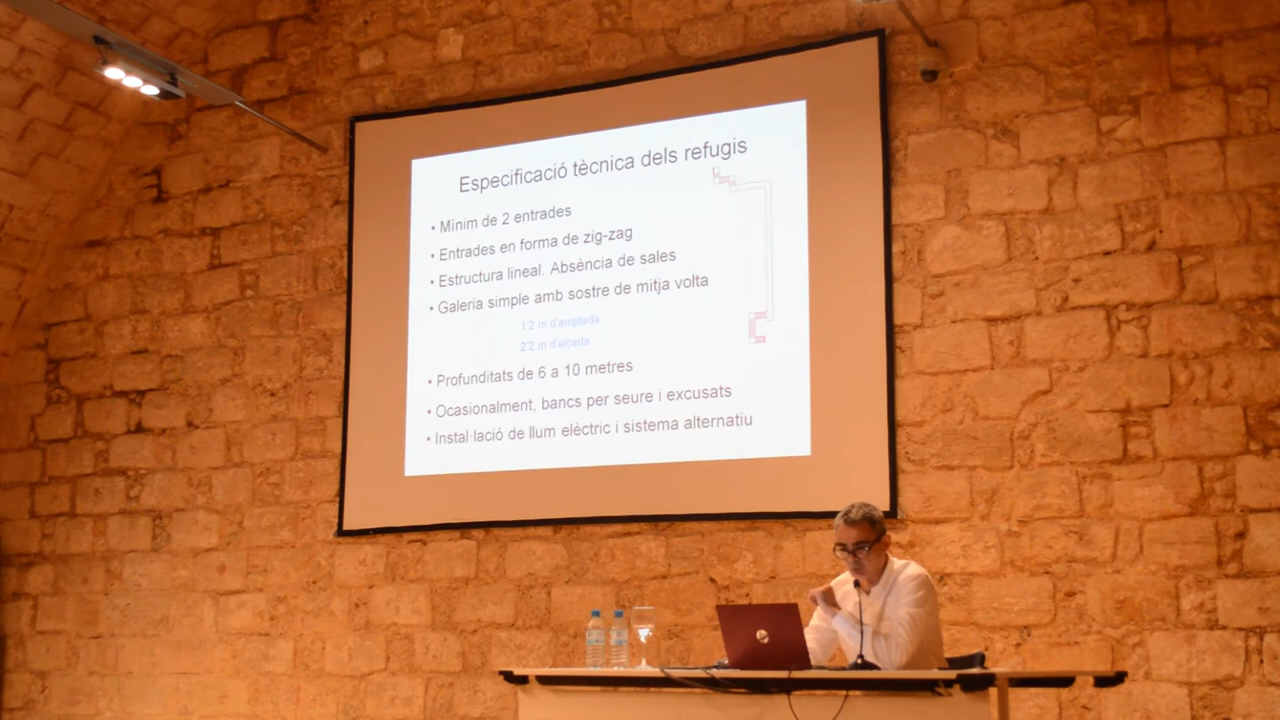 Especificació tècnica dels refugis
• Mínim de 2 entrades
• Entrades en forma de zig-zag
• Estructura lineal. Absència de sales
• Galeria simple amb sostre de mitja volta
1'2 m d'amplada
2'2 m d'alçada
• Profunditats de 6 a 10 metres
• Ocasionalment, bancs per seure i excusats
• Instal·lació de llum elèctric i sistema alternatiu